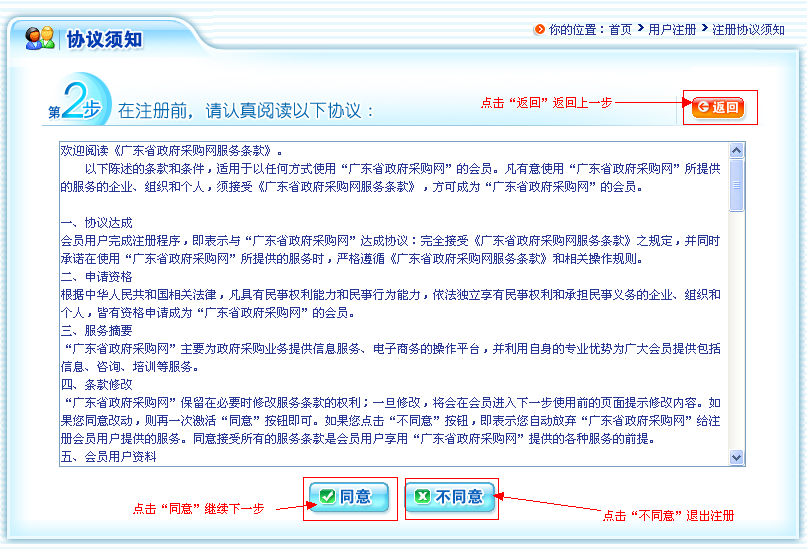 协议须知
你的位置：首页 > 用户注册 > 注册协议须知
第2步 在注册前，请认真阅读以下协议：
点击“返回”返回上一步
返回
欢迎阅读《广东省政府采购网服务条款》。
以下陈述的条款和条件，适用于以任何方式使用“广东省政府采购网”的会员。凡有意使用“广东省政府采购网”所提供
的服务的企业、组织和个人，须接受《广东省政府采购网服务条款》，方可成为“广东省政府采购网”的会员。
一、协议达成
会员用户完成注册程序，即表示与“广东省政府采购网”达成协议：完全接受《广东省政府采购网服务条款》之规定，并同时
承诺在使用“广东省政府采购网”所提供的服务时，严格遵循《广东省政府采购网服务条款》和相关操作规则。
二、申请资格
根据中华人民共和国相关法律，凡具有民事权利能力和民事行为能力，依法独立享有民事权利和承担民事义务的企业、组织和
个人，皆有资格申请成为“广东省政府采购网”的会员。
三、服务摘要
“广东省政府采购网”主要为政府采购业务提供信息服务、电子商务的操作平台，并利用自身的专业优势为广大会员提供包括
信息、咨询、培训等服务。
四、条款修改
“广东省政府采购网”保留在必要时修改服务条款的权利；一旦修改，将会在会员进入下一步使用前的页面提示修改内容。如
果您同意改动，则再一次激活“同意”按钮即可。如果您点击“不同意”按钮，即表示您自动放弃“广东省政府采购网”给注
册会员用户提供的服务。同意接受所有的服务条款是会员用户享用“广东省政府采购网”提供的各种服务的前提。
五、会员用户资料
同意
不同意
点击“同意”继续下一步
点击“不同意”退出注册